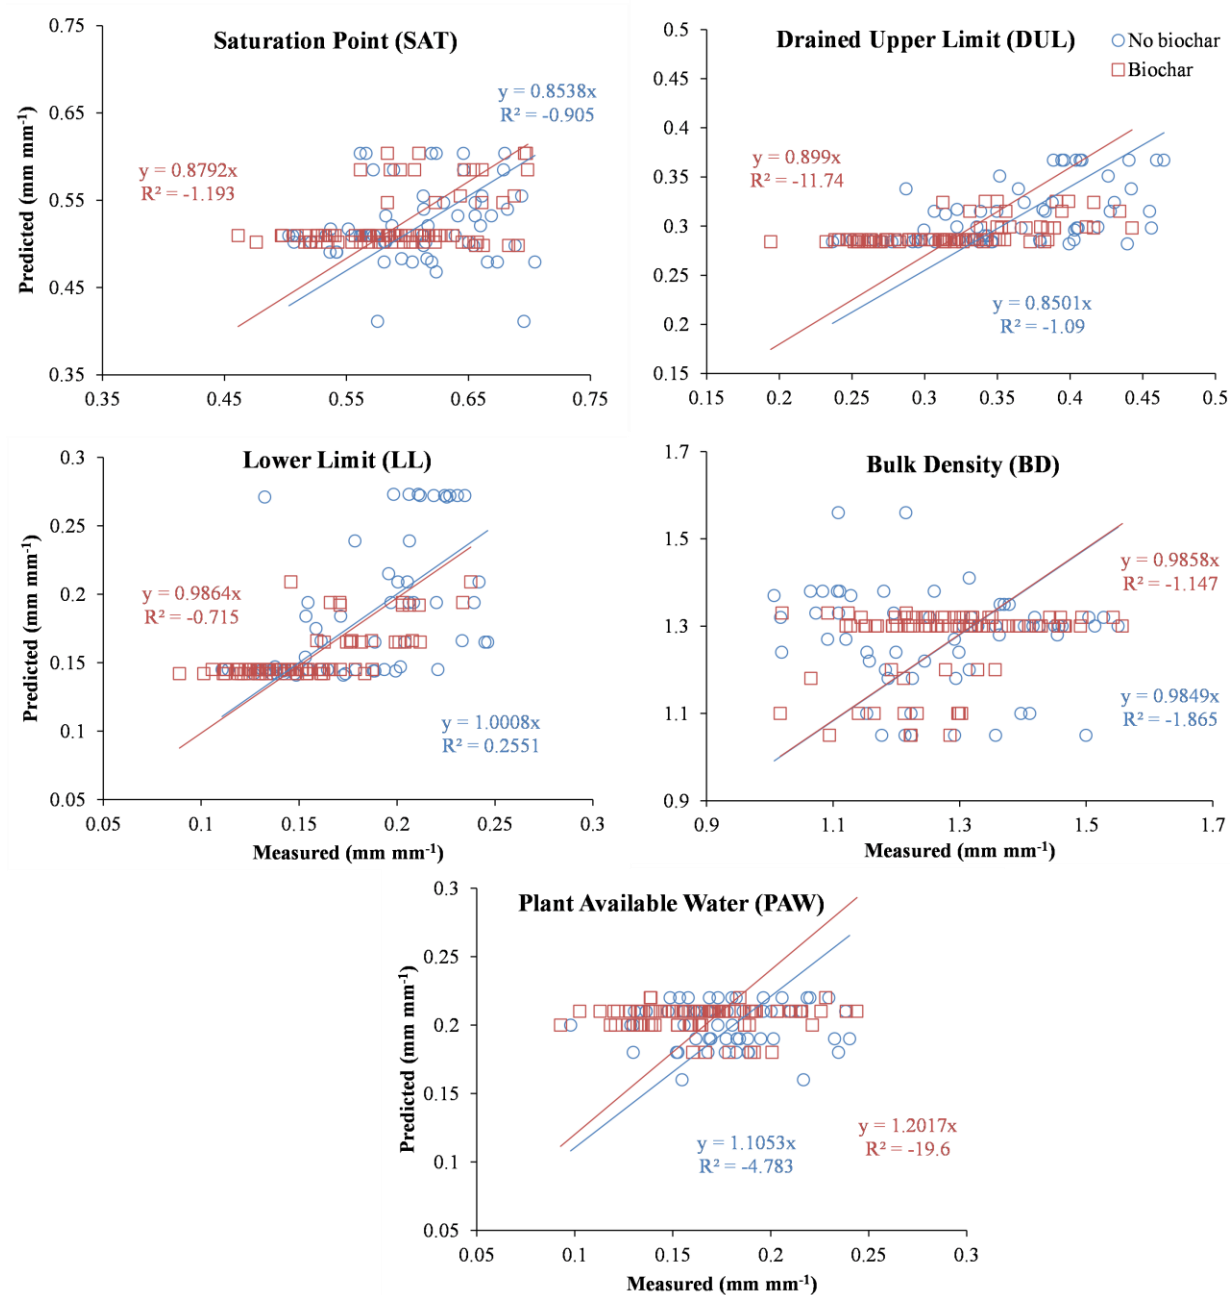 Saturation Point (SAT)
0.75
0.65
0.55
0.45
0.35
Predicted (mm mm⁻¹)
y = 0.8538x
R² = -0.905
y = 0.8792x
R² = -1.193
0.35 0.45 0.55 0.65 0.75
Drained Upper Limit (DUL)
No biochar
Biochar
0.5
0.45
0.4
0.35
0.3
0.25
0.2
0.15
y = 0.899x
R² = -11.74
y = 0.8501x
R² = -1.09
0.15 0.2 0.25 0.3 0.35 0.4 0.45 0.5
Lower Limit (LL)
0.3
0.25
0.2
0.15
0.1
0.05
Predicted (mm mm⁻¹)
y = 0.9864x
R² = -0.715
y = 1.0008x
R² = 0.2551
0.05 0.1 0.15 0.2 0.25 0.3
Measured (mm mm⁻¹)
Bulk Density (BD)
1.7
1.5
1.3
1.1
0.9
y = 0.9858x
R² = -1.147
y = 0.9849x
R² = -1.865
0.9 1.1 1.3 1.5 1.7
Measured (mm mm⁻¹)
Plant Available Water (PAW)
0.3
0.25
0.2
0.15
0.1
0.05
Predicted (mm mm⁻¹)
y = 1.1053x
R² = -4.783
y = 1.2017x
R² = -19.6
0.05 0.1 0.15 0.2 0.25 0.3
Measured (mm mm⁻¹)